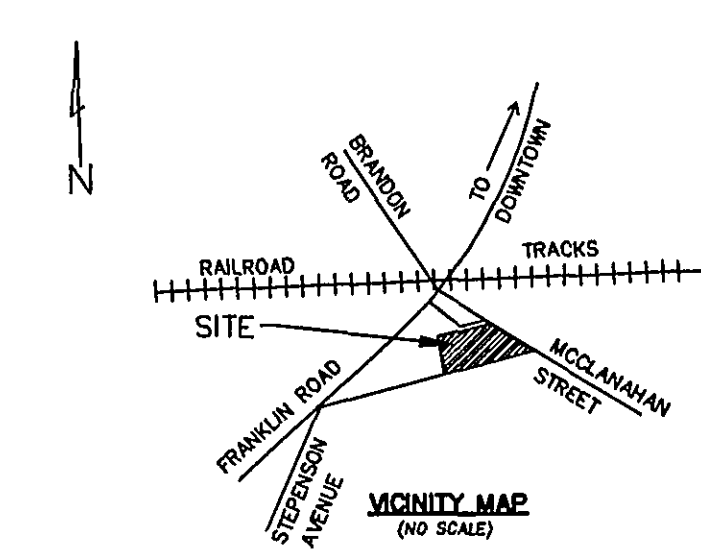 N
BRANDON
ROAD
TO
DOWNTOWN
RAILROAD
TRACKS
SITE
MCCLANAHAN
STREET
FRANKLIN ROAD
STEPENSON
AVENUE
VICINITY MAP
(NO SCALE)